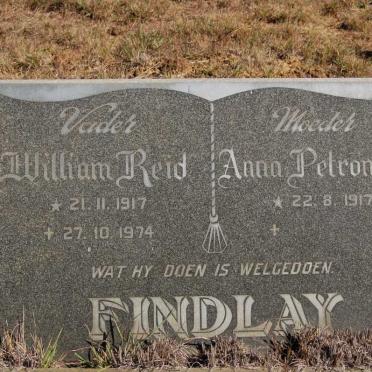 Vader
William Reid
* 21.11.1917
+ 27.10.1974
Moeder
Anna Petron
* 22.8.1917
+
WAT HY DOEN IS WELGEDOEN.
FINDLAY